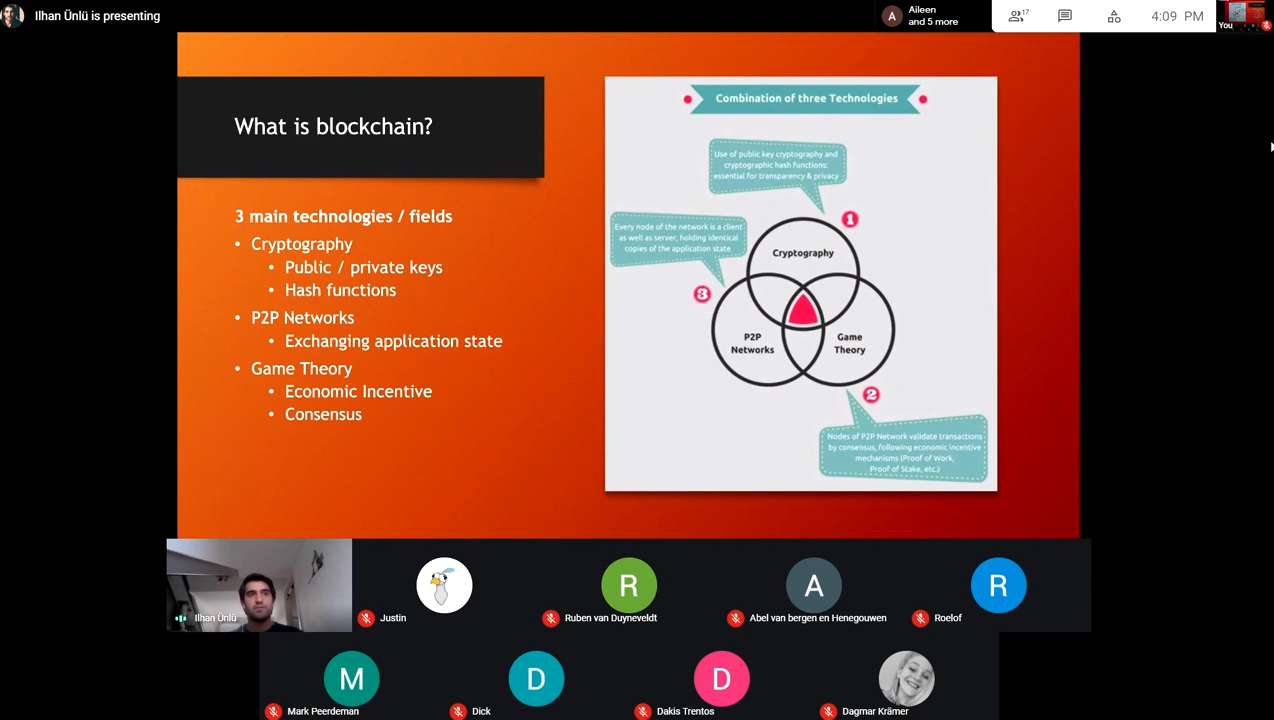 Ilhan Ünlü is presenting
A
Aileen
and 5 more
17
4:09 PM
You
What is blockchain?
3 main technologies / fields
• Cryptography
• Public / private keys
• Hash functions
• P2P Networks
• Exchanging application state
• Game Theory
• Economic Incentive
• Consensus
Combination of three Technologies
Use of public key cryptography and
cryptographic hash functions:
essential for transparency & privacy
1
Every node of the network is a client
as well as server, holding identical
copies of the application state
3
Cryptography
P2P
Networks
Game
Theory
2
Nodes of P2P Network validate transactions
by consensus, following economic incentive
mechanisms (Proof of Work,
Proof of Stake, etc.)
Ilhan Ünlü
Justin
R
Ruben van Duyneveldt
A
Abel van bergen en Henegouwen
R
Roelof
M
Mark Peerdeman
D
Dick
D
Dakis Trentos
Dagmar Krämer